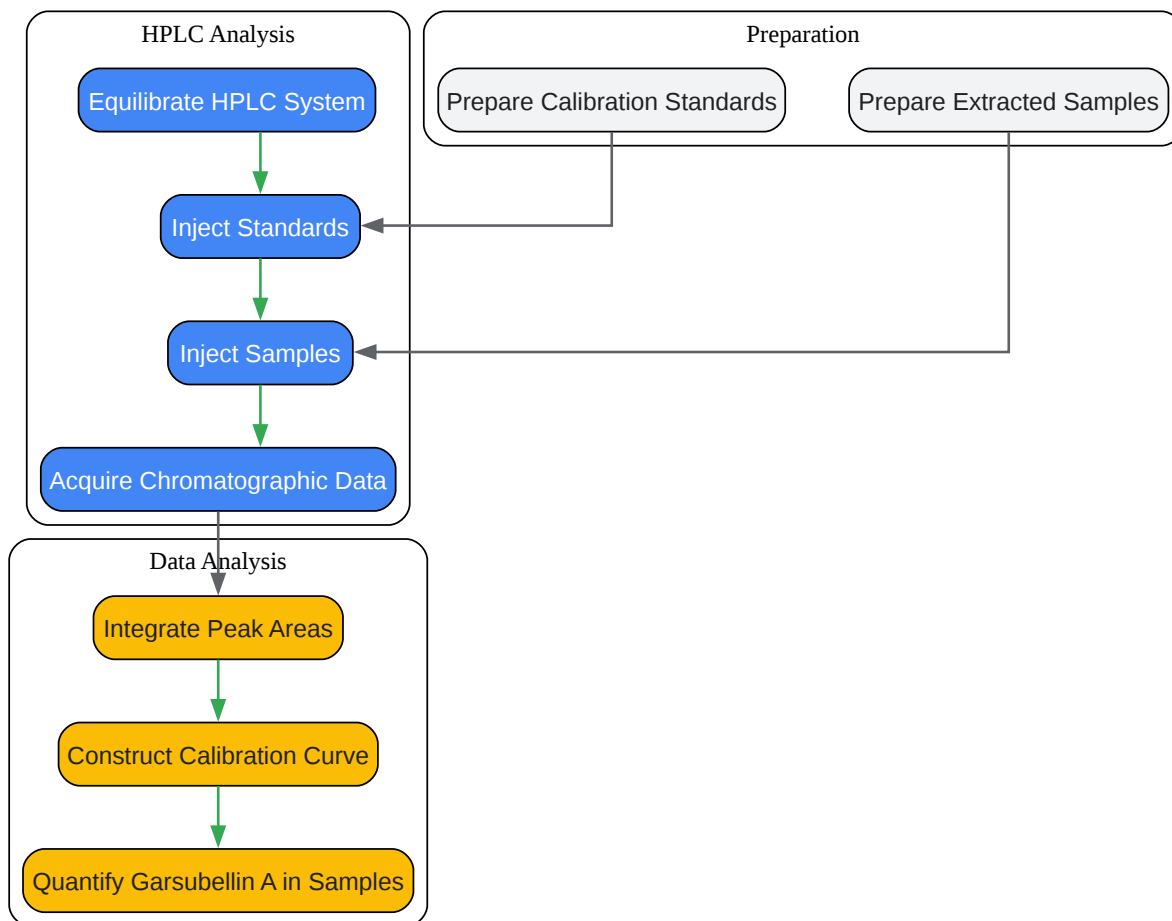 HPLC Analysis
Equilibrate HPLC System
Inject Standards
Inject Samples
Acquire Chromatographic Data
Preparation
Prepare Calibration Standards
Prepare Extracted Samples
Data Analysis
Integrate Peak Areas
Construct Calibration Curve
Quantify Garsubellin A in Samples